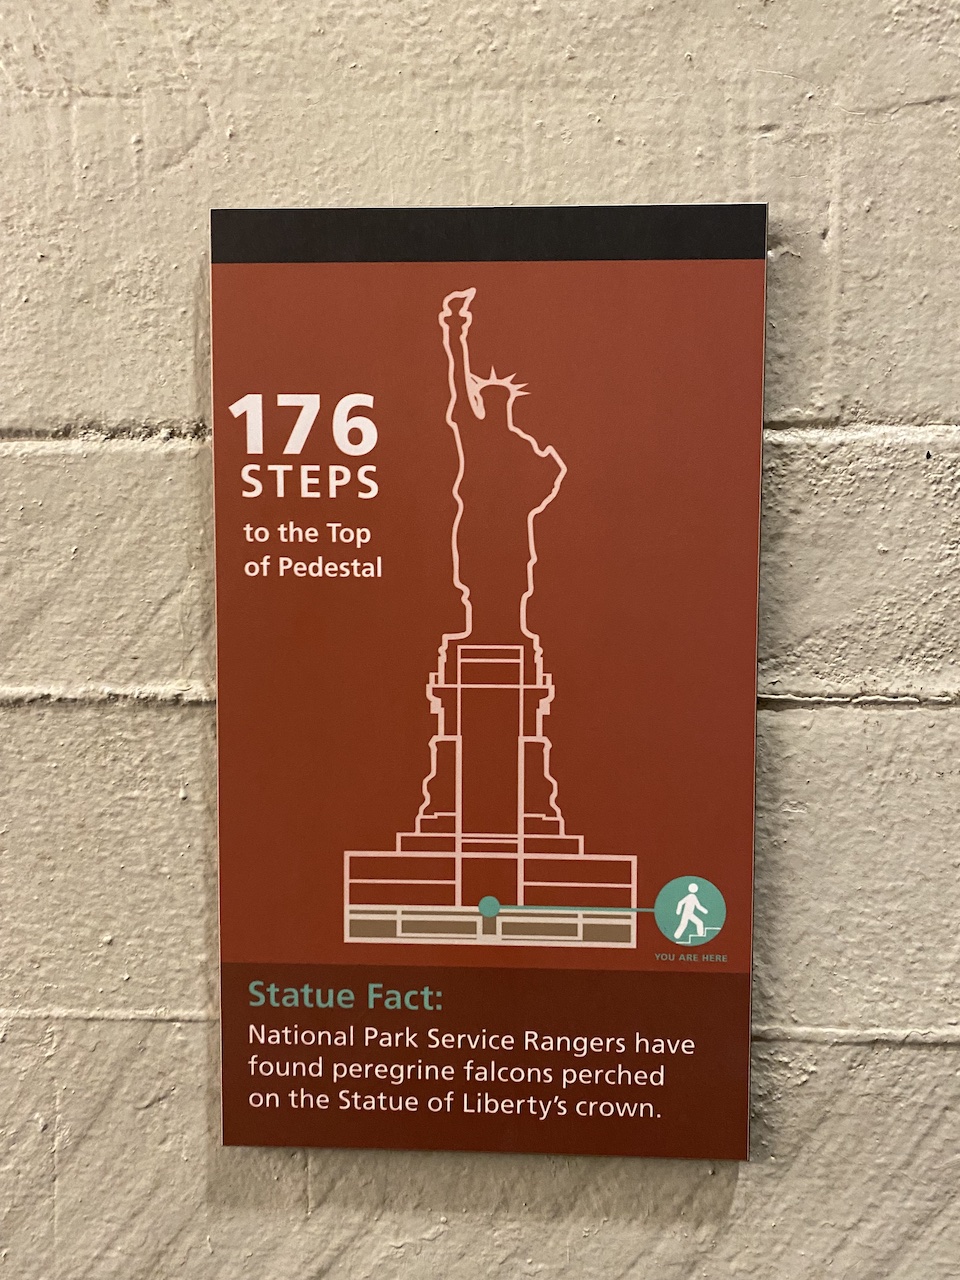 176
STEPS
to the Top
of Pedestal
YOU ARE HERE
Statue Fact:
National Park Service Rangers have
found peregrine falcons perched
on the Statue of Liberty's crown.